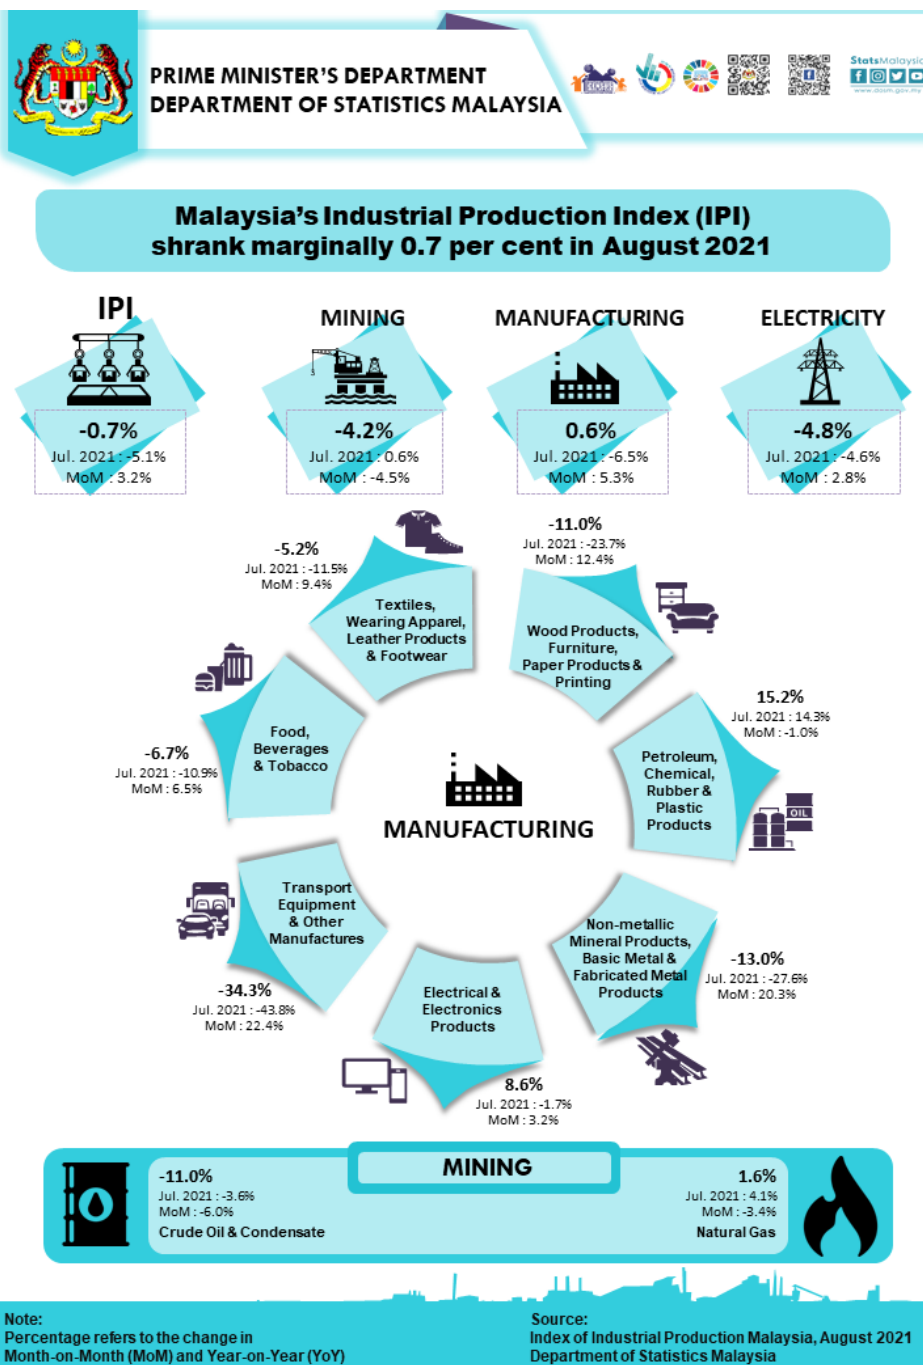 PRIME MINISTER'S DEPARTMENT
DEPARTMENT OF STATISTICS MALAYSIA
StatsMalaysia
www.dosm.gov.my
Malaysia's Industrial Production Index (IPI)
shrank marginally 0.7 per cent in August 2021
IPI
-0.7%
Jul. 2021 : -5.1%
MoM : 3.2%
MINING
-4.2%
Jul. 2021 : 0.6%
MoM : -4.5%
MANUFACTURING
0.6%
Jul. 2021 : -6.5%
MoM : 5.3%
ELECTRICITY
-4.8%
Jul. 2021 : -4.6%
MoM : 2.8%
-5.2%
Jul. 2021 : -11.5%
MoM : 9.4%
Textiles,
Wearing Apparel,
Leather Products
& Footwear
-11.0%
Jul. 2021 : -23.7%
MoM : 12.4%
Wood Products,
Furniture,
Paper Products &
Printing
-6.7%
Jul. 2021 : -10.9%
MoM : 6.5%
Food,
Beverages
& Tobacco
15.2%
Jul. 2021 : 14.3%
MoM : -1.0%
Petroleum,
Chemical,
Rubber &
Plastic
Products
OIL
MANUFACTURING
-34.3%
Jul. 2021 : -43.8%
MoM : 22.4%
Transport
Equipment
& Other
Manufactures
-13.0%
Jul. 2021 : -27.6%
MoM : 20.3%
Non-metallic
Mineral Products,
Basic Metal &
Fabricated Metal
Products
Electrical &
Electronics
Products
8.6%
Jul. 2021 : -1.7%
MoM : 3.2%
MINING
-11.0%
Jul. 2021 : -3.6%
MoM : -6.0%
Crude Oil & Condensate
1.6%
Jul. 2021 : 4.1%
MoM : -3.4%
Natural Gas
Note:
Percentage refers to the change in
Month-on-Month (MoM) and Year-on-Year (YoY)
Source:
Index of Industrial Production Malaysia, August 2021
Department of Statistics Malaysia